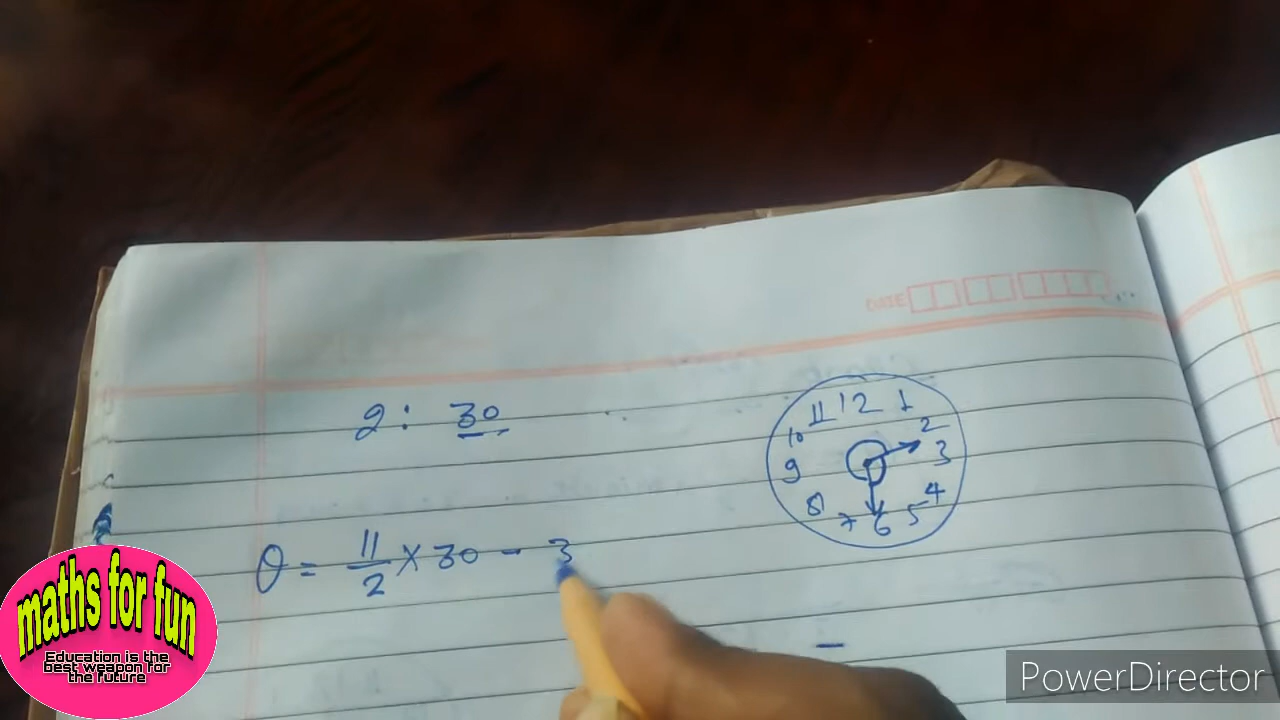 DATE
2 : 30
11 12 1
10 2
9 3
8 4
7 6 5
θ = 11/2 × 30 - 3
maths for fun
Education is the
best weapon for
the future
PowerDirector